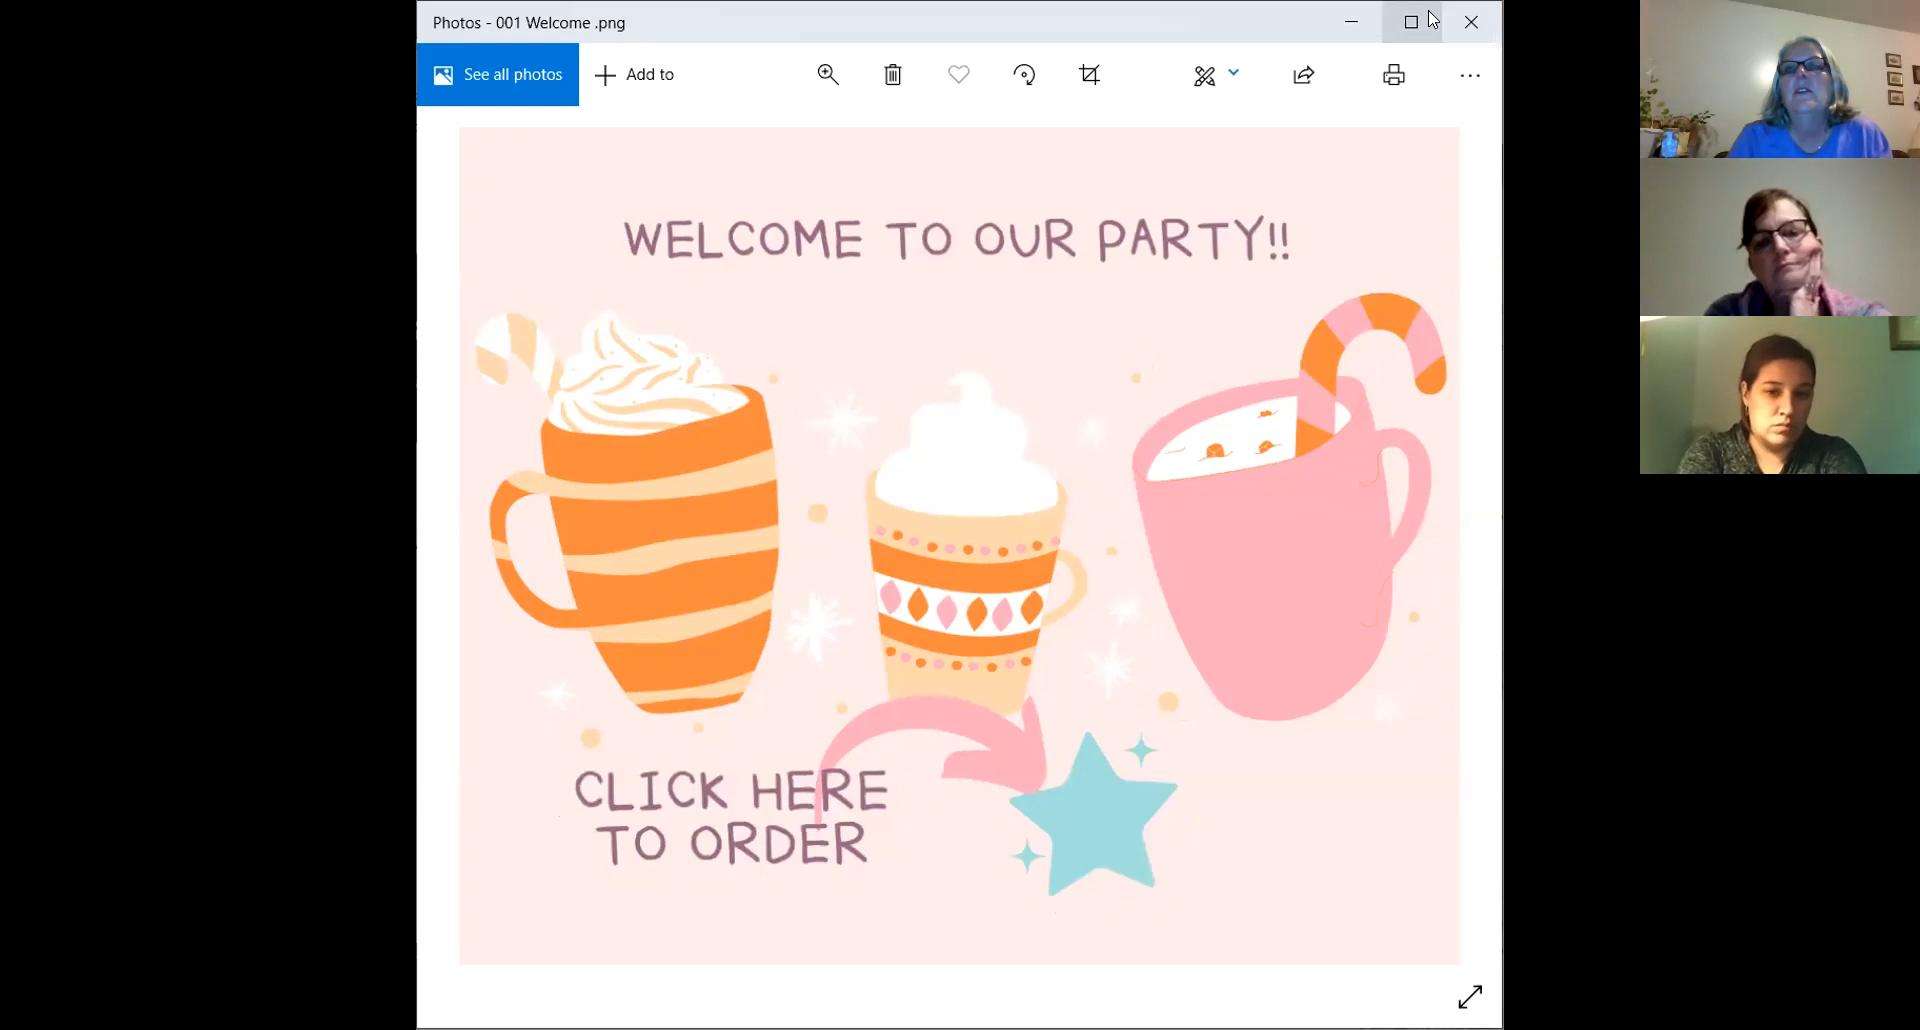 Photos - 001 Welcome .png
See all photos
Add to
WELCOME TO OUR PARTY!!
CLICK HERE
TO ORDER